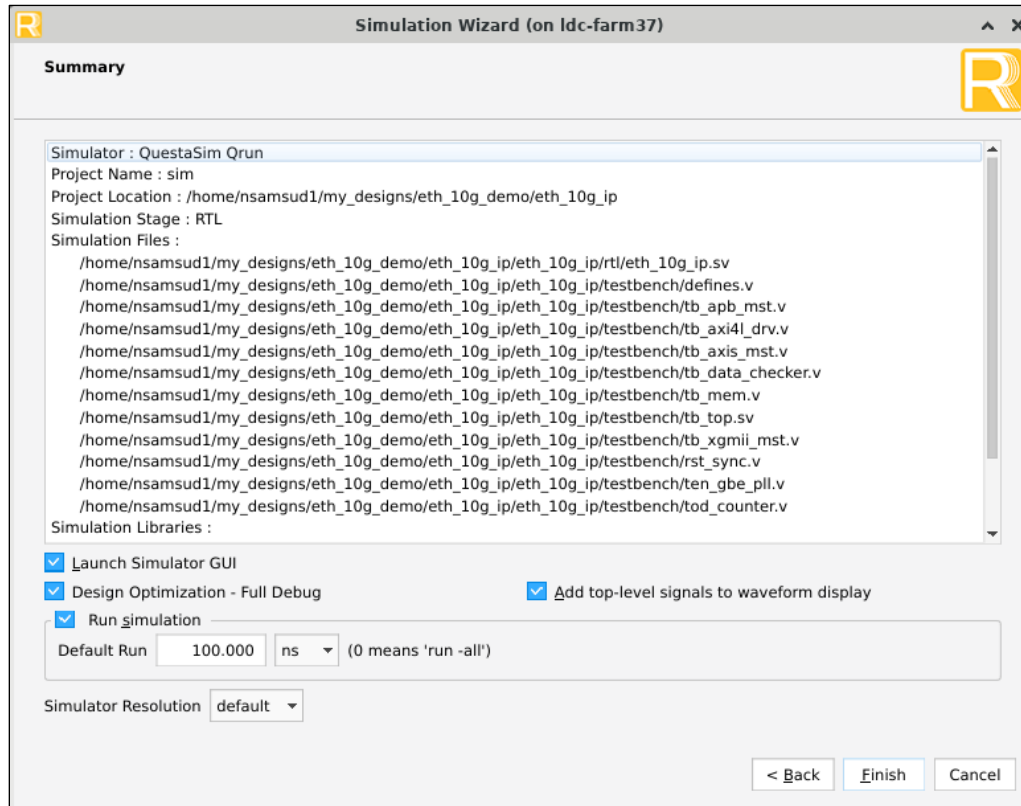 Simulation Wizard (on ldc-farm37)
Summary
Simulator : QuestaSim Qrun
Project Name : sim
Project Location : /home/nsamsud1/my_designs/eth_10g_demo/eth_10g_ip
Simulation Stage : RTL
Simulation Files :
/home/nsamsud1/my_designs/eth_10g_demo/eth_10g_ip/eth_10g_ip/rtl/eth_10g_ip.sv
/home/nsamsud1/my_designs/eth_10g_demo/eth_10g_ip/eth_10g_ip/testbench/defines.v
/home/nsamsud1/my_designs/eth_10g_demo/eth_10g_ip/eth_10g_ip/testbench/tb_apb_mst.v
/home/nsamsud1/my_designs/eth_10g_demo/eth_10g_ip/eth_10g_ip/testbench/tb_axi4l_drv.v
/home/nsamsud1/my_designs/eth_10g_demo/eth_10g_ip/eth_10g_ip/testbench/tb_axis_mst.v
/home/nsamsud1/my_designs/eth_10g_demo/eth_10g_ip/eth_10g_ip/testbench/tb_data_checker.v
/home/nsamsud1/my_designs/eth_10g_demo/eth_10g_ip/eth_10g_ip/testbench/tb_mem.v
/home/nsamsud1/my_designs/eth_10g_demo/eth_10g_ip/eth_10g_ip/testbench/tb_top.sv
/home/nsamsud1/my_designs/eth_10g_demo/eth_10g_ip/eth_10g_ip/testbench/tb_xgmii_mst.v
/home/nsamsud1/my_designs/eth_10g_demo/eth_10g_ip/eth_10g_ip/testbench/rst_sync.v
/home/nsamsud1/my_designs/eth_10g_demo/eth_10g_ip/eth_10g_ip/testbench/ten_gbe_pll.v
/home/nsamsud1/my_designs/eth_10g_demo/eth_10g_ip/eth_10g_ip/testbench/tod_counter.v
Simulation Libraries :
Launch Simulator GUI
Design Optimization - Full Debug Add top-level signals to waveform display
Run simulation
Default Run 100.000 ns (0 means 'run -all')
Simulator Resolution default
< Back Finish Cancel